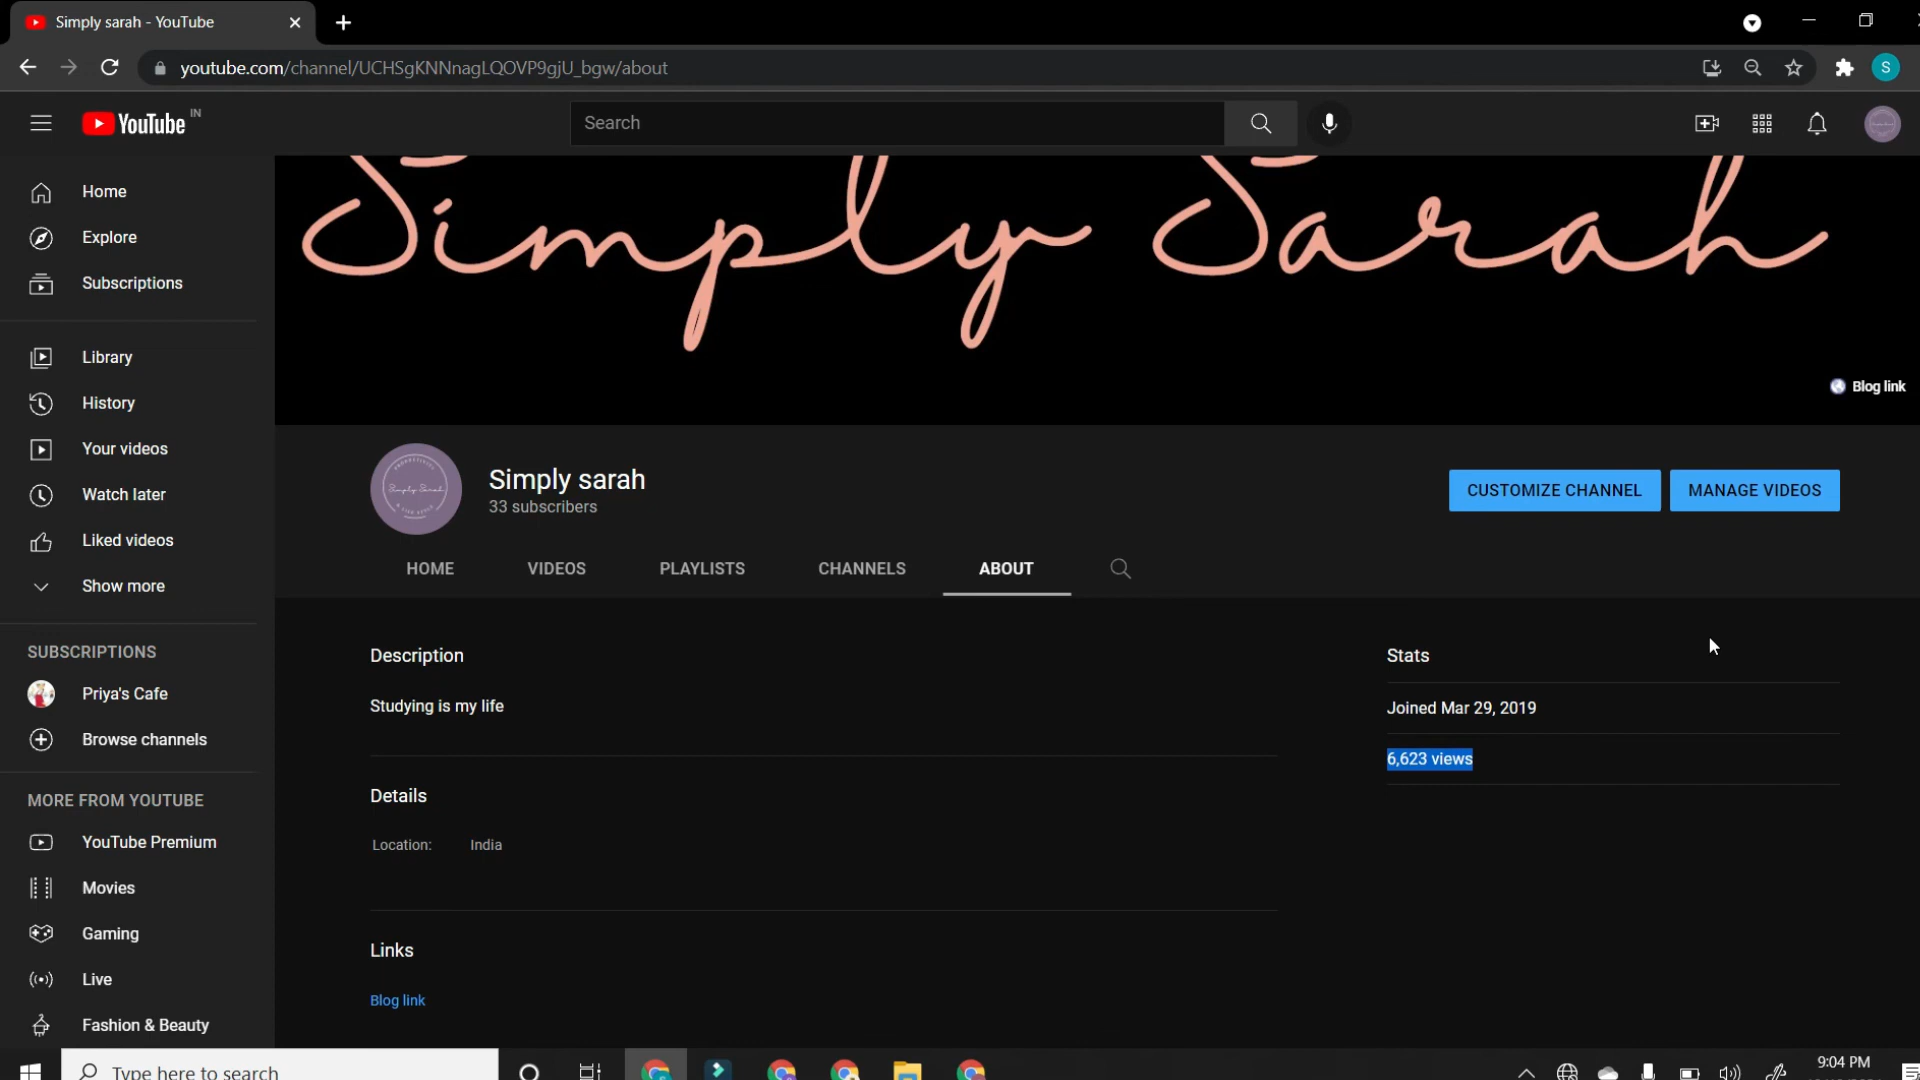 Simply sarah - YouTube
youtube.com/channel/UCHSgKNNnagLQOVP9gjU_bgw/about
S
YouTube IN
Search
Home
Explore
Subscriptions
Library
History
Your videos
Watch later
Liked videos
Show more
SUBSCRIPTIONS
Priya's Cafe
Browse channels
MORE FROM YOUTUBE
YouTube Premium
Movies
Gaming
Live
Fashion & Beauty
Simply Sarah
Blog link
Simply Sarah
Simply sarah
33 subscribers
CUSTOMIZE CHANNEL
MANAGE VIDEOS
HOME
VIDEOS
PLAYLISTS
CHANNELS
ABOUT
Description
Studying is my life
Details
Location: India
Links
Blog link
Stats
Joined Mar 29, 2019
6,623 views
Type here to search
9:04 PM